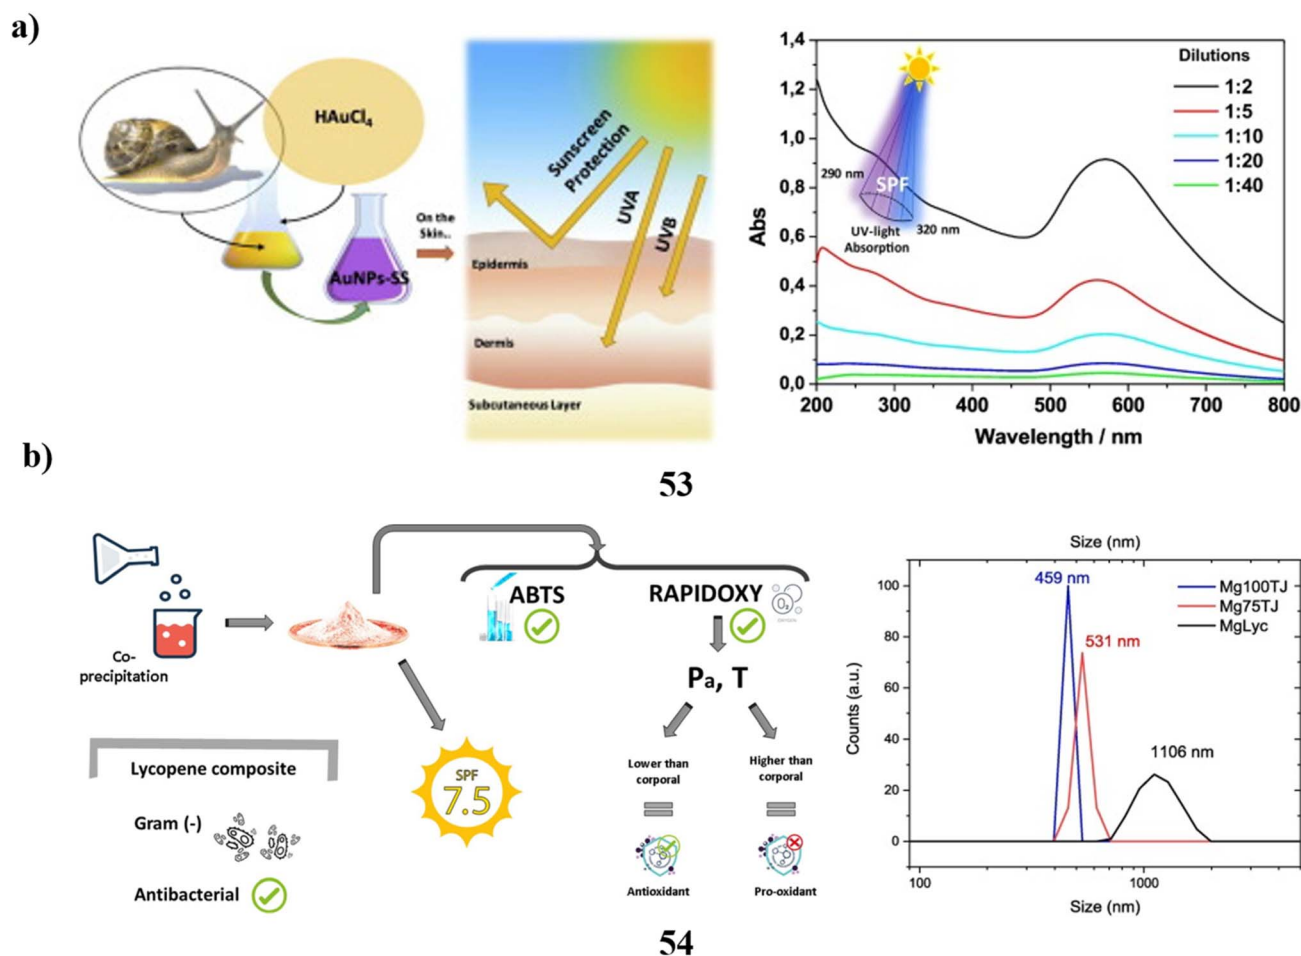 a)
HAuCl4
AuNPs-SS
On the
Skin..
Sunscreen
Protection
UVA
UVB
Epidermis
Dermis
Subcutaneous Layer
1,4
1,2
1,0
0,8
0,6
0,4
0,2
0,0
Abs
200
300
400
500
600
700
800
Wavelength / nm
290 nm
SPF
320 nm
UV-light
Absorption
Dilutions
1:2
1:5
1:10
1:20
1:40
53
b)
Co-
precipitation
ABTS
RAPIDOXY
O2
Pa, T
Lower than
corporal
Higher than
corporal
Antioxidant
Pro-oxidant
SPF
7.5
Lycopene composite
Gram (-)
Antibacterial
Size (nm)
459 nm
531 nm
1106 nm
Mg100TJ
Mg75TJ
MgLyc
100
80
60
40
20
0
Counts (a.u.)
100
1000
Size (nm)
54